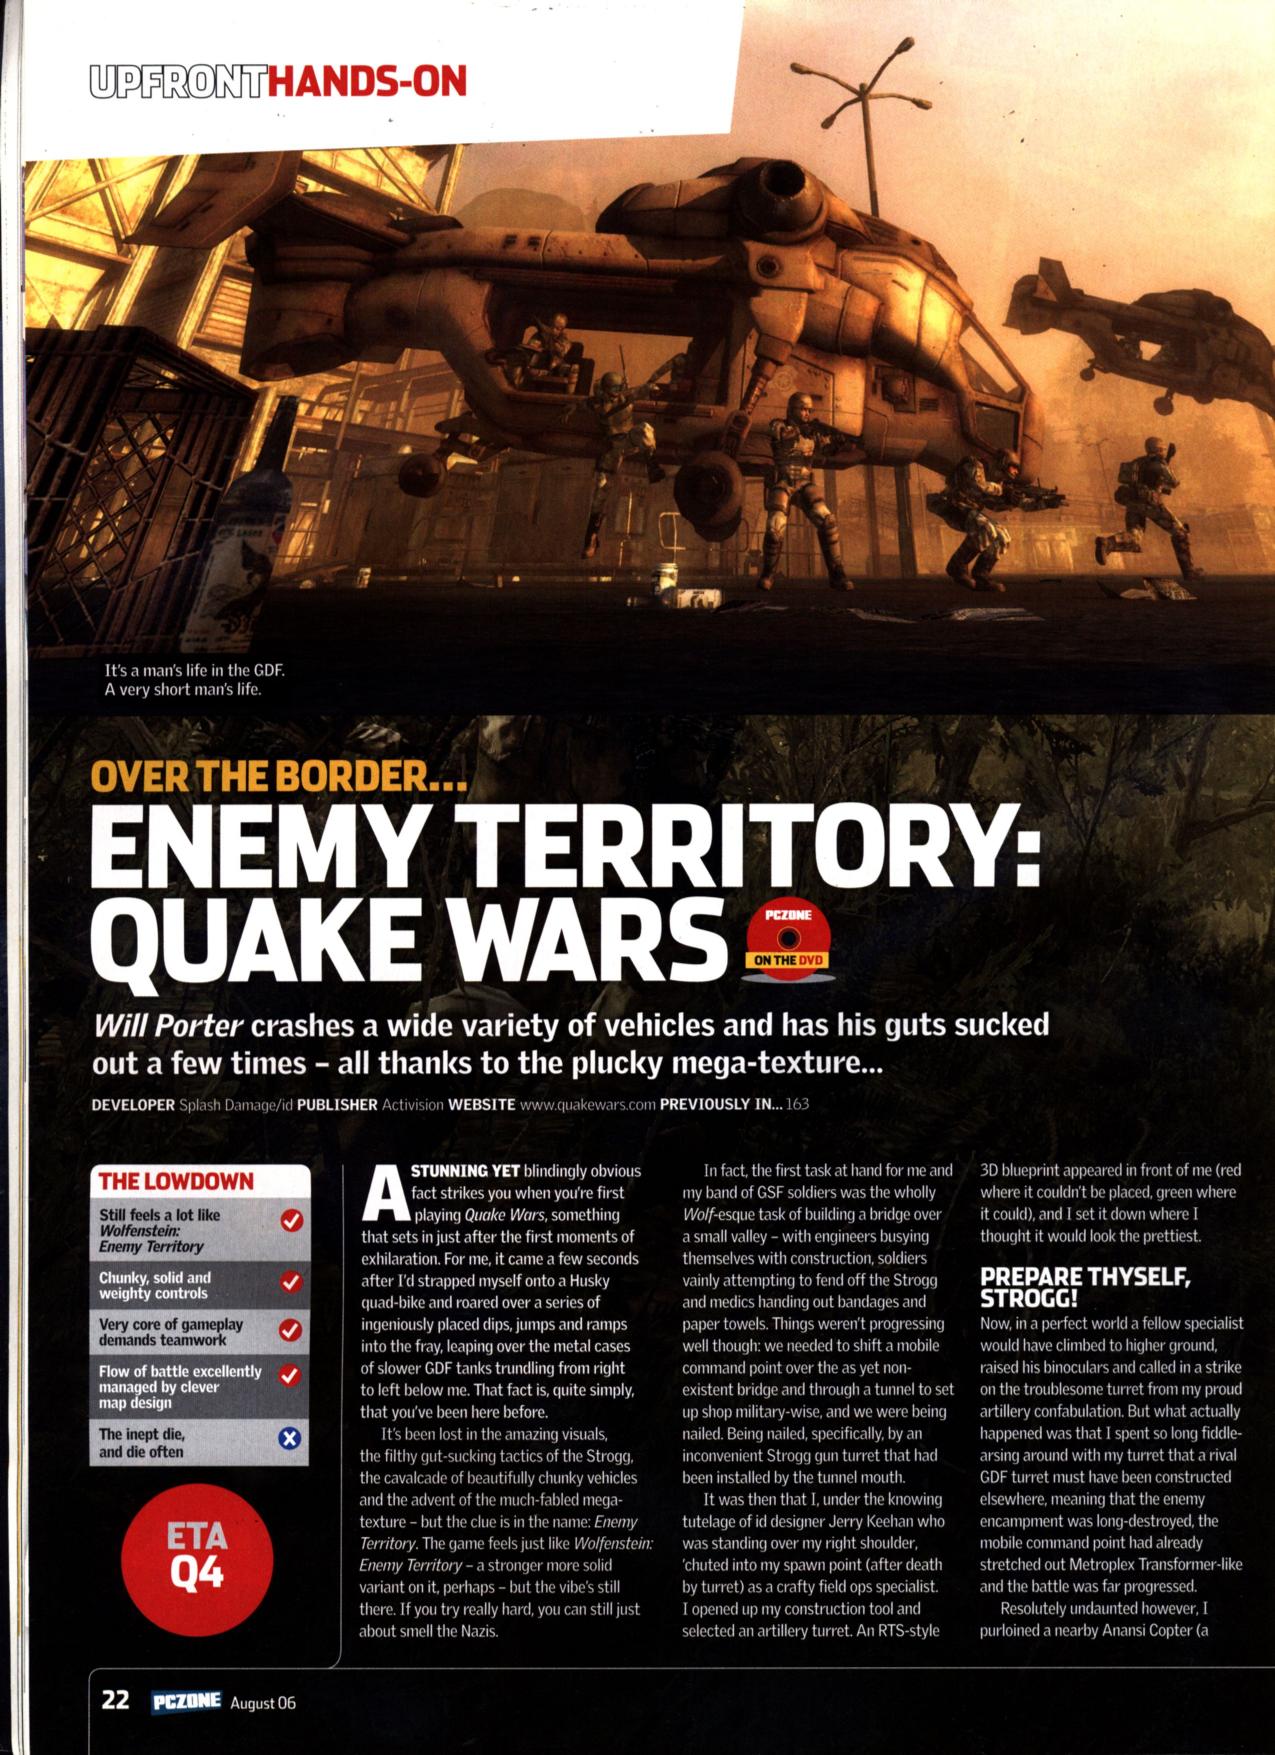 UPFRONTHANDS-ON
It's a man's life in the GDF.
A very short man's life.
OVER THE BORDER...
ENEMY TERRITORY:
QUAKE WARS
PCZONE
ON THE DVD
Will Porter crashes a wide variety of vehicles and has his guts sucked
out a few times – all thanks to the plucky mega-texture...
DEVELOPER Splash Damage/id PUBLISHER Activision WEBSITE www.quakewars.com PREVIOUSLY IN... 163
THE LOWDOWN
Still feels a lot like
Wolfenstein:
Enemy Territory
Chunky, solid and
weighty controls
Very core of gameplay
demands teamwork
Flow of battle excellently
managed by clever
map design
The inept die,
and die often
ETA
Q4
A STUNNING YET blindingly obvious
fact strikes you when you're first
playing Quake Wars, something
that sets in just after the first moments of
exhilaration. For me, it came a few seconds
after I'd strapped myself onto a Husky
quad-bike and roared over a series of
ingeniously placed dips, jumps and ramps
into the fray, leaping over the metal cases
of slower GDF tanks trundling from right
to left below me. That fact is, quite simply,
that you've been here before.
It's been lost in the amazing visuals,
the filthy gut-sucking tactics of the Strogg,
the cavalcade of beautifully chunky vehicles
and the advent of the much-fabled mega-
texture – but the clue is in the name: Enemy
Territory. The game feels just like Wolfenstein:
Enemy Territory – a stronger more solid
variant on it, perhaps – but the vibe's still
there. If you try really hard, you can still just
about smell the Nazis.
In fact, the first task at hand for me and
my band of GSF soldiers was the wholly
Wolf-esque task of building a bridge over
a small valley – with engineers busying
themselves with construction, soldiers
vainly attempting to fend off the Strogg
and medics handing out bandages and
paper towels. Things weren't progressing
well though: we needed to shift a mobile
command point over the as yet non-
existent bridge and through a tunnel to set
up shop military-wise, and we were being
nailed. Being nailed, specifically, by an
inconvenient Strogg gun turret that had
been installed by the tunnel mouth.
It was then that I, under the knowing
tutelage of id designer Jerry Keehan who
was standing over my right shoulder,
'chuted into my spawn point (after death
by turret) as a crafty field ops specialist.
I opened up my construction tool and
selected an artillery turret. An RTS-style
3D blueprint appeared in front of me (red
where it couldn't be placed, green where
it could), and I set it down where I
thought it would look the prettiest.
PREPARE THYSELF,
STROGG!
Now, in a perfect world a fellow specialist
would have climbed to higher ground,
raised his binoculars and called in a strike
on the troublesome turret from my proud
artillery confabulation. But what actually
happened was that I spent so long fiddle-
arsing around with my turret that a rival
GDF turret must have been constructed
elsewhere, meaning that the enemy
encampment was long-destroyed, the
mobile command point had already
stretched out Metroplex Transformer-like
and the battle was far progressed.
Resolutely undaunted however, I
purloined a nearby Anansi Copter (a
22 PCZONE August 06